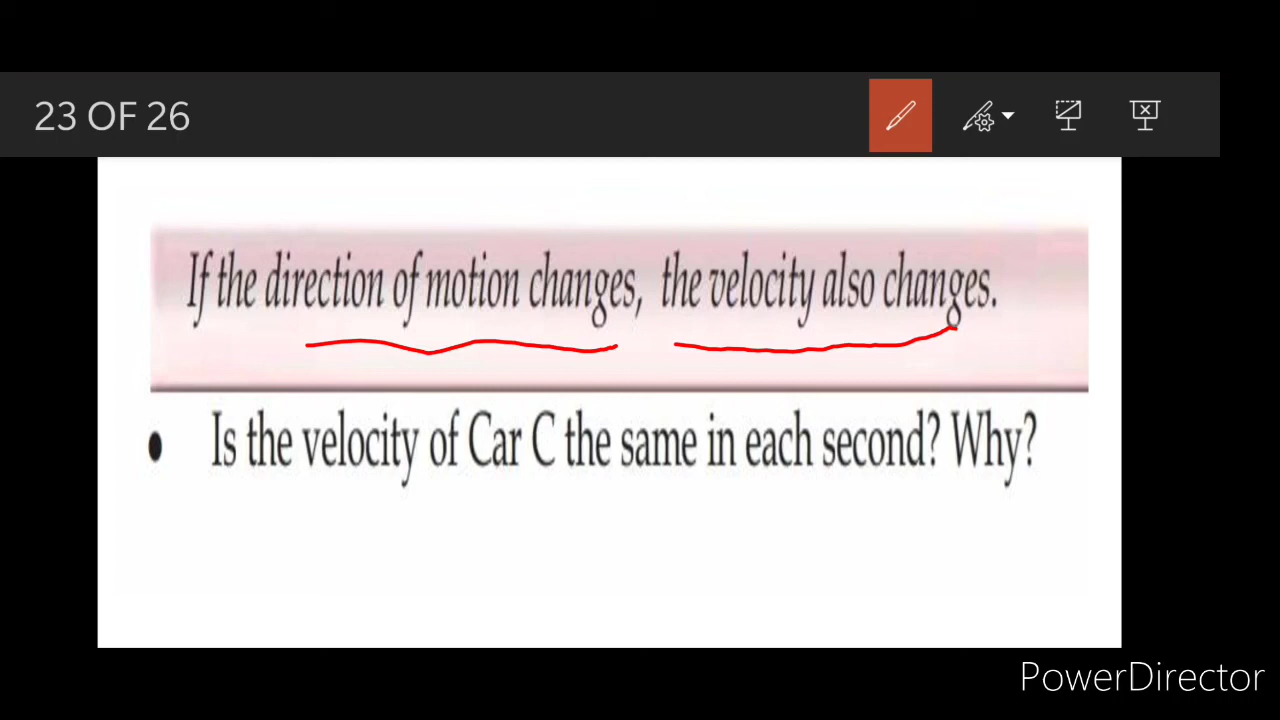 23 OF 26
If the direction of motion changes, the velocity also changes.
• Is the velocity of Car C the same in each second? Why?
PowerDirector